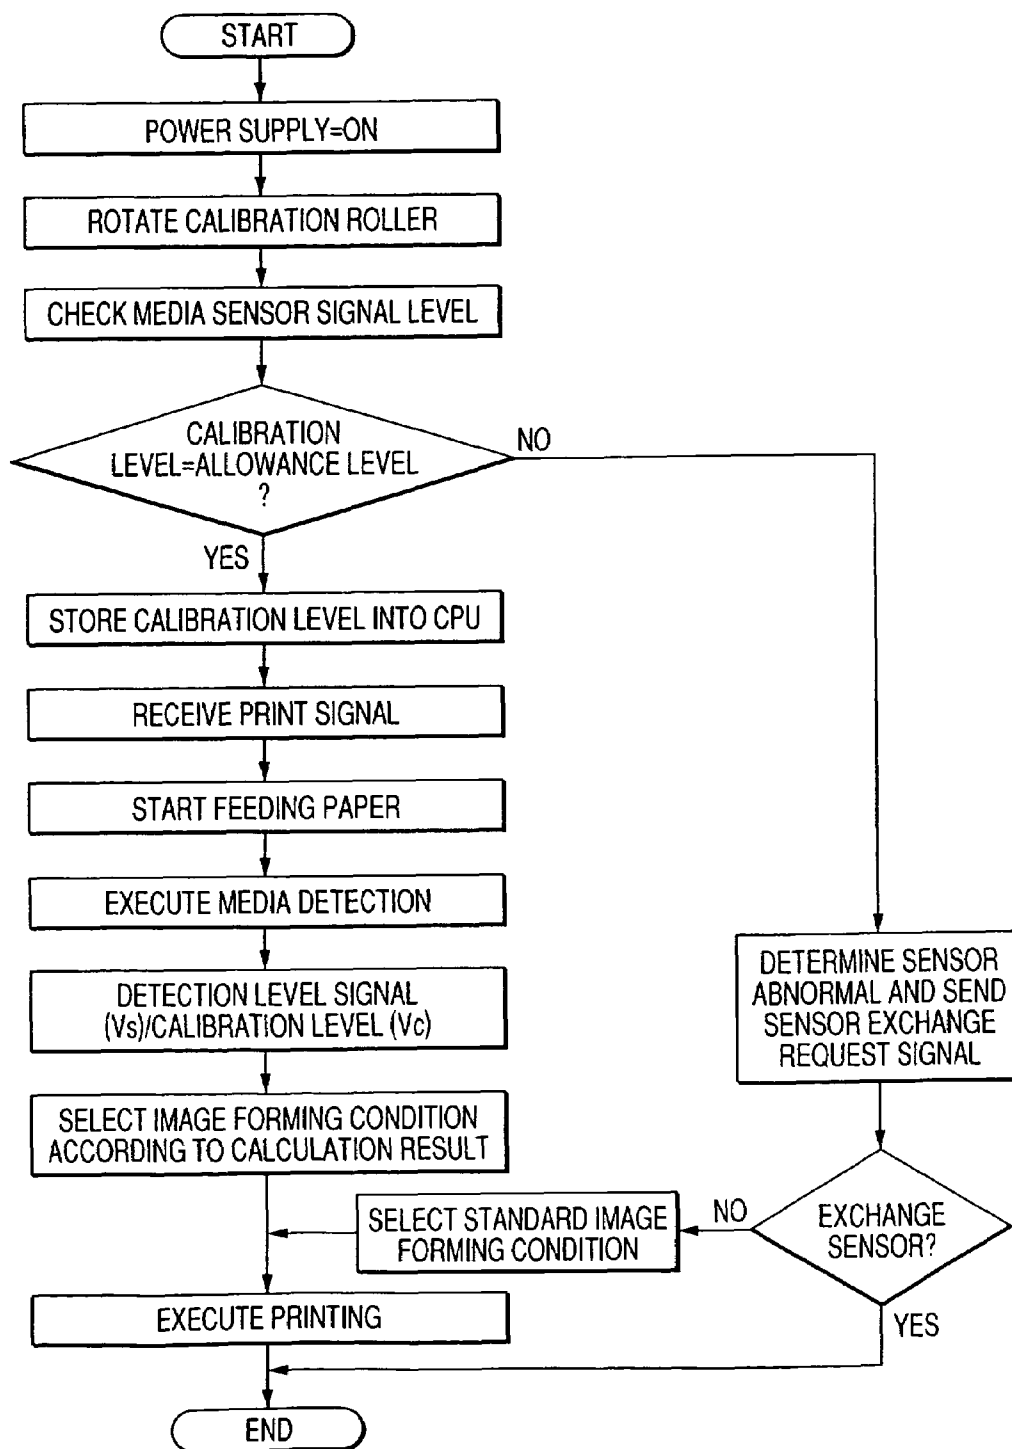 START
POWER SUPPLY=ON
ROTATE CALIBRATION ROLLER
CHECK MEDIA SENSOR SIGNAL LEVEL
CALIBRATION
LEVEL=ALLOWANCE LEVEL
?
NO
YES
STORE CALIBRATION LEVEL INTO CPU
RECEIVE PRINT SIGNAL
START FEEDING PAPER
EXECUTE MEDIA DETECTION
DETECTION LEVEL SIGNAL
(Vs)/CALIBRATION LEVEL (Vc)
SELECT IMAGE FORMING CONDITION
ACCORDING TO CALCULATION RESULT
DETERMINE SENSOR
ABNORMAL AND SEND
SENSOR EXCHANGE
REQUEST SIGNAL
EXCHANGE
SENSOR?
NO
SELECT STANDARD IMAGE
FORMING CONDITION
YES
EXECUTE PRINTING
END